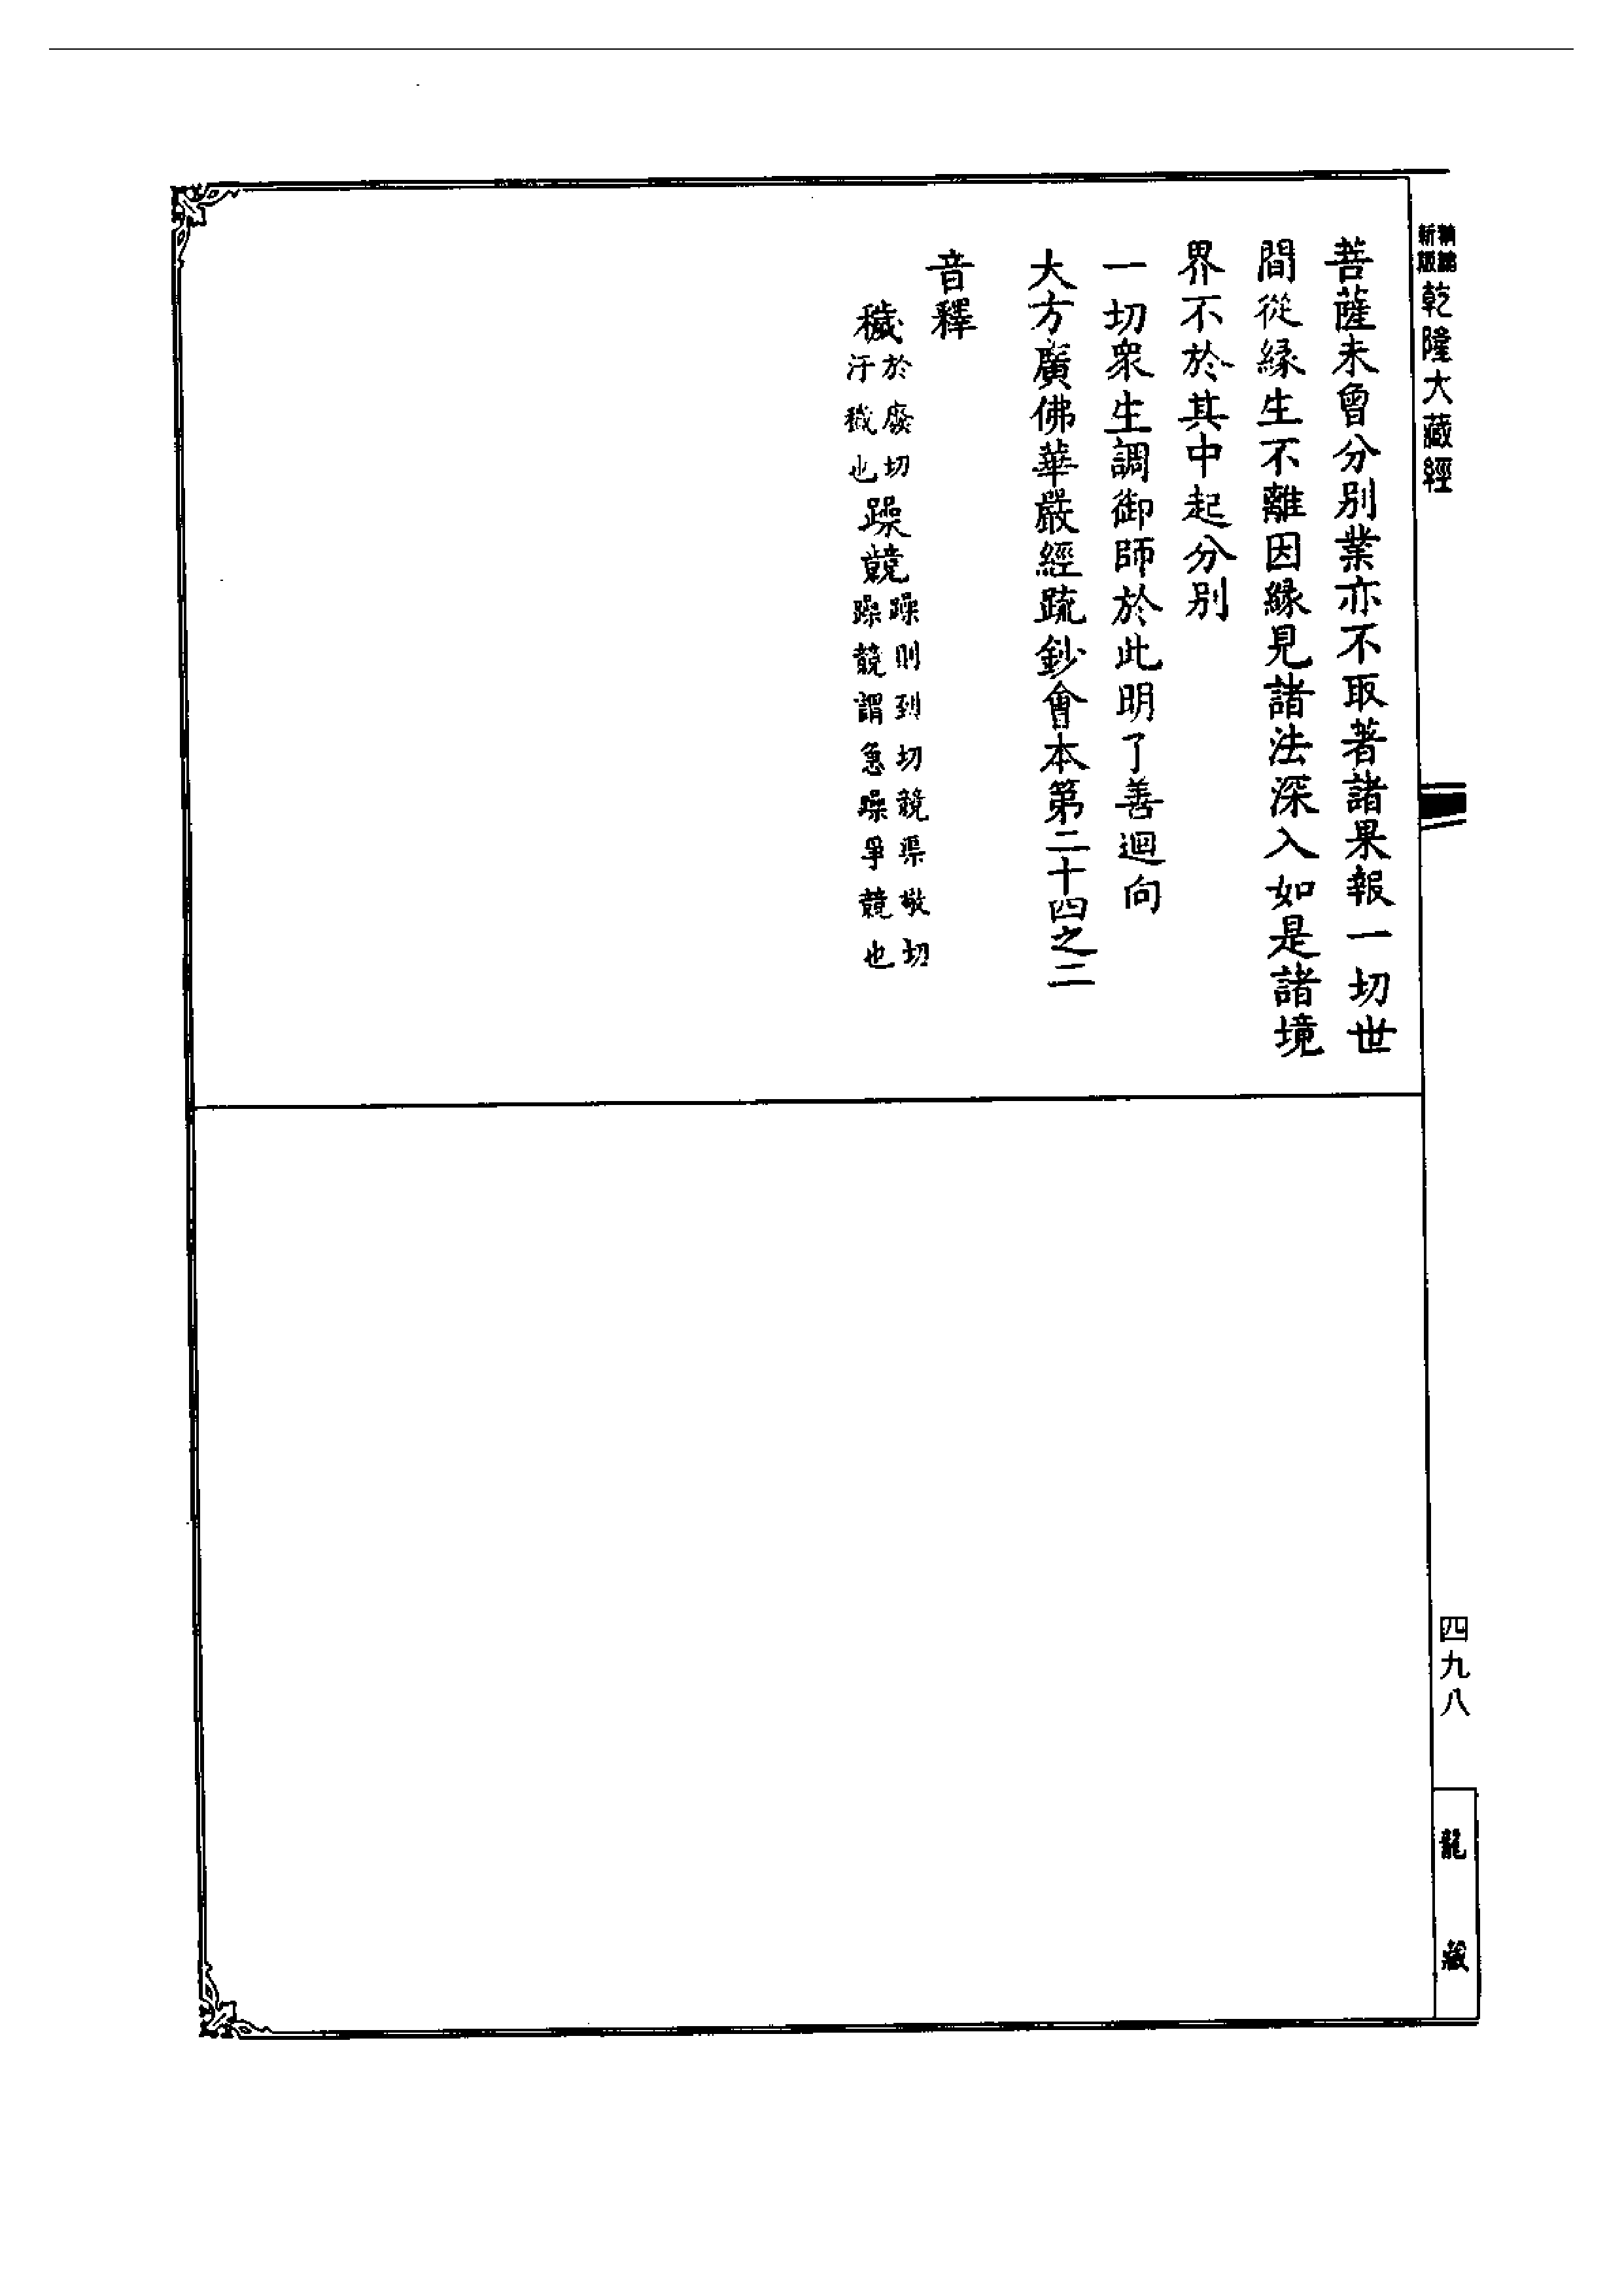 新版精編乾隆大藏經
菩薩未曾分別業亦不取著諸果報一切世
間從緣生不離因緣見諸法深入如是諸境
界不於其中起分別
一切眾生調御師於此明了善迴向
大方廣佛華嚴經疏鈔會本第二十四之二
音釋
穢於廢切汙穢也躁競躁則到切競渠敬切躁競謂急躁爭競也
四九八
龍藏